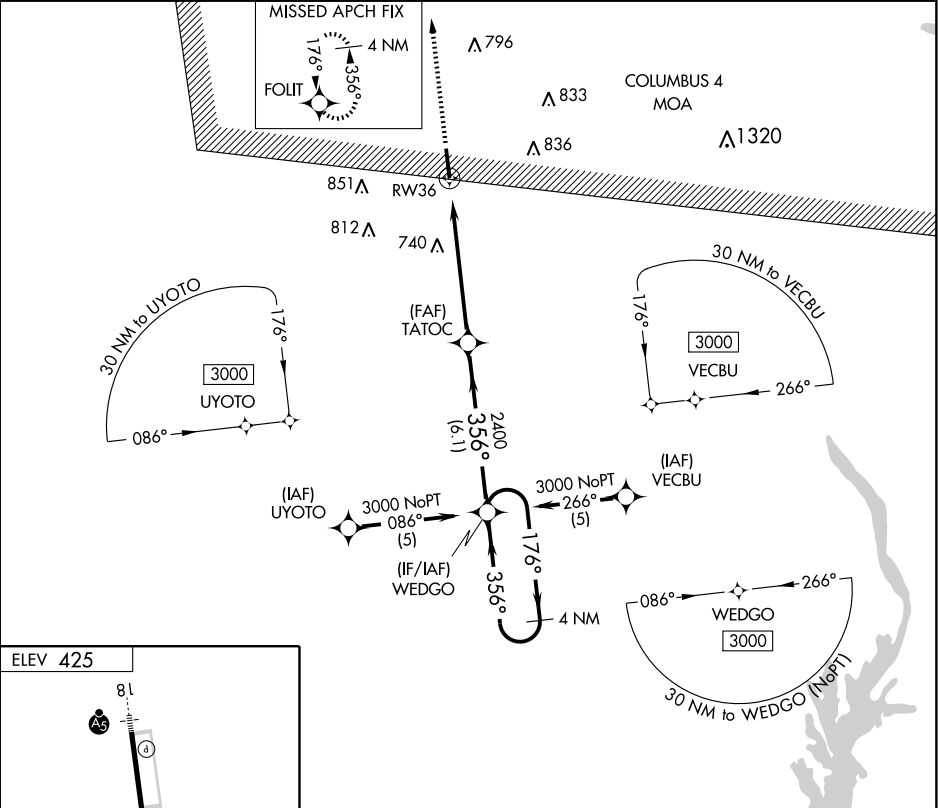 MISSED APCH FIX
4 NM
176°
356°
FOLIT
796
833
COLUMBUS 4
MOA
836
1320
851
RW36
812
740
30 NM to UYOTO
176°
3000
UYOTO
086°
(FAF)
TATOC
30 NM to VECBU
176°
3000
VECBU
266°
2400
356°
(6.1)
(IAF)
UYOTO
3000 NoPT
086°
(5)
3000 NoPT
266°
(5)
(IAF)
VECBU
(IF/IAF)
WEDGO
356°
176°
4 NM
086°
266°
WEDGO
3000
30 NM to WEDGO (NoPT)
ELEV 425
18
A5
P